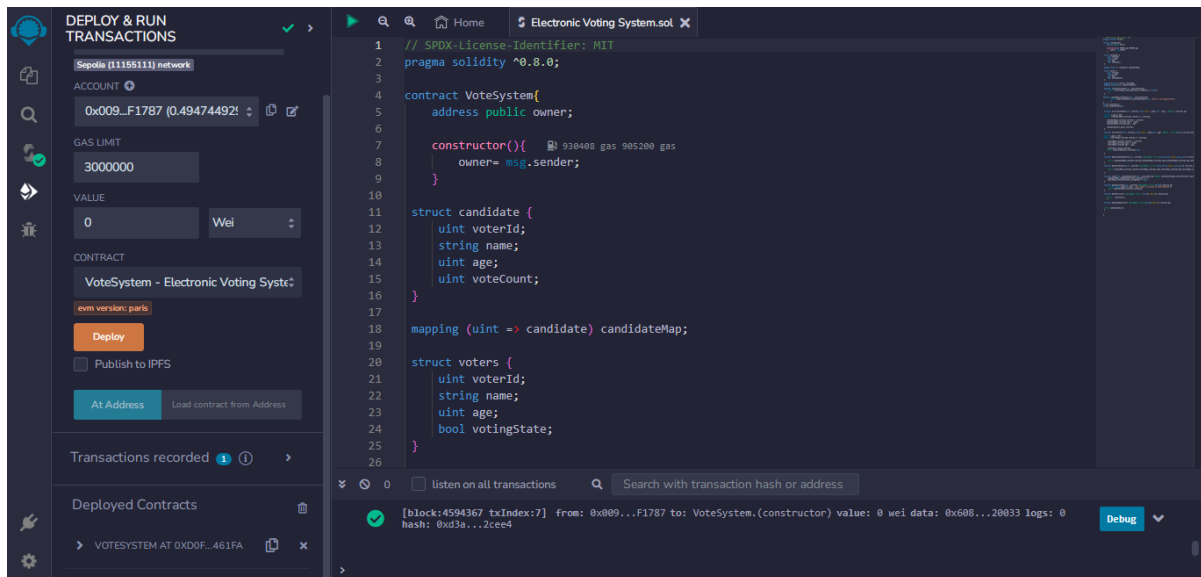 DEPLOY & RUN
TRANSACTIONS
Sepolia (11155111) network
ACCOUNT
0x009...F1787 (0.494744929
GAS LIMIT
3000000
VALUE
0 Wei
CONTRACT
VoteSystem - Electronic Voting Syste
evm version: paris
Deploy
Publish to IPFS
At Address Load contract from Address
Transactions recorded 1 i
Deployed Contracts
VOTESYSTEM AT 0XD0F...461FA
Home Electronic Voting System.sol
1 // SPDX-License-Identifier: MIT
2 pragma solidity ^0.8.0;
3
4 contract VoteSystem{
5 address public owner;
6
7 constructor(){ 930408 gas 905200 gas
8 owner= msg.sender;
9 }
10
11 struct candidate {
12 uint voterId;
13 string name;
14 uint age;
15 uint voteCount;
16 }
17
18 mapping (uint => candidate) candidateMap;
19
20 struct voters {
21 uint voterId;
22 string name;
23 uint age;
24 bool votingState;
25 }
26
0 listen on all transactions Search with transaction hash or address
[block:4594367 txIndex:7] from: 0x009...F1787 to: VoteSystem.(constructor) value: 0 wei data: 0x608...20033 logs: 0
hash: 0xd3a...2cee4
Debug
>